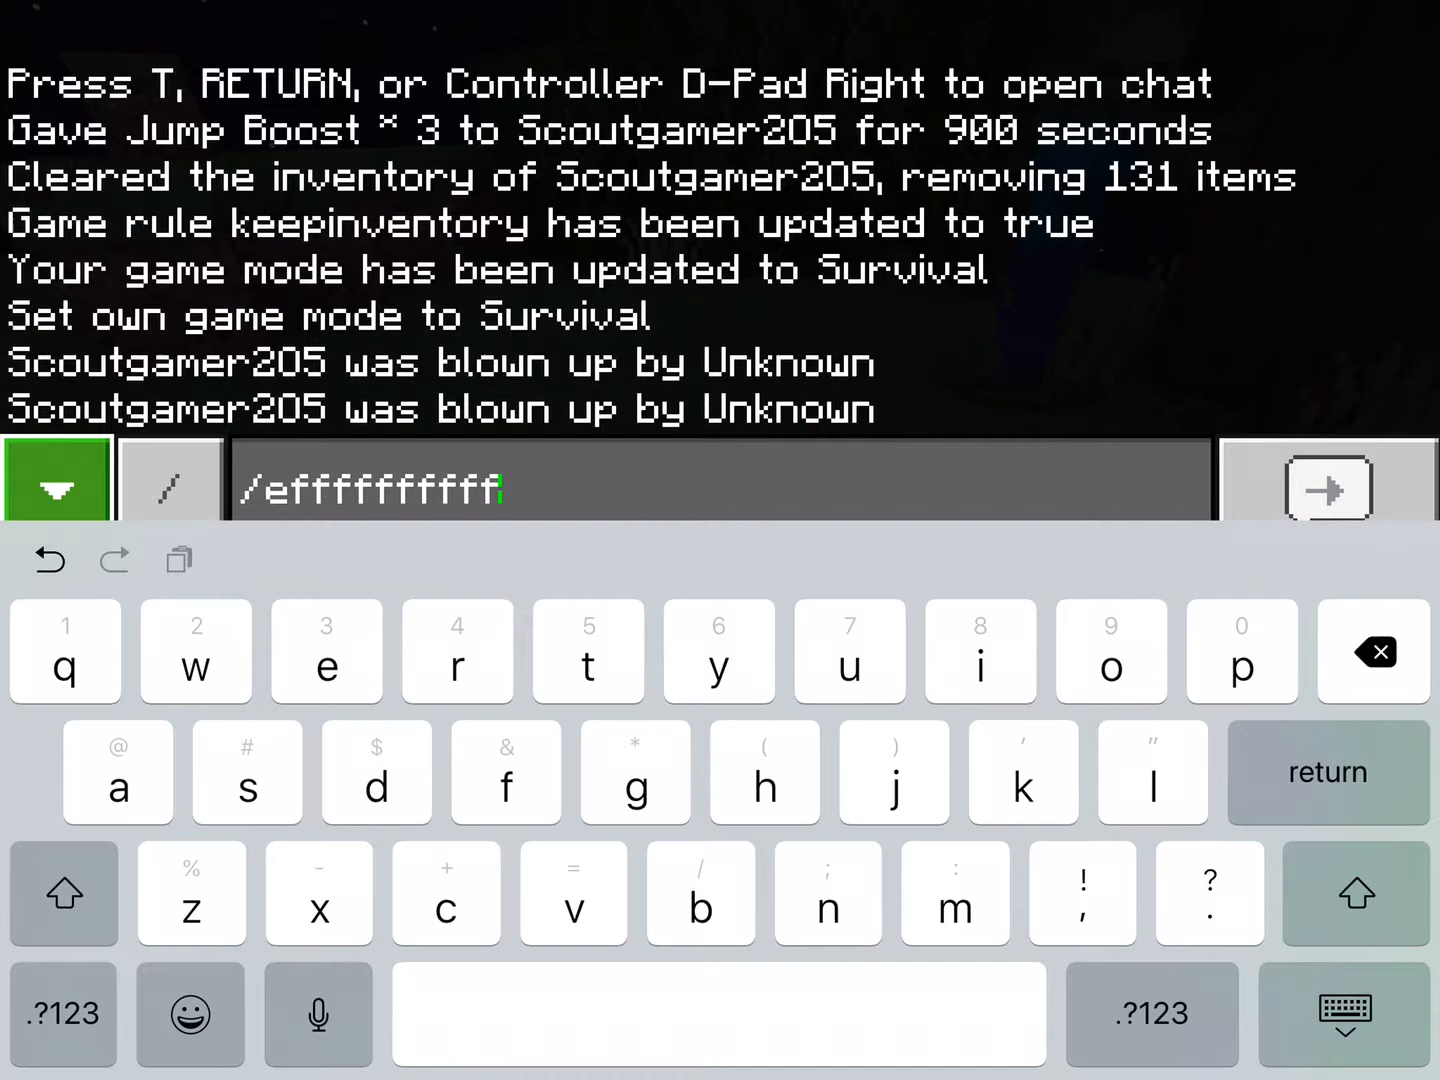 Press T, RETURN, or Controller D-Pad Right to open chat
Gave Jump Boost * 3 to Scoutgamer205 for 900 seconds
Cleared the inventory of Scoutgamer205, removing 131 items
Game rule keepinventory has been updated to true
Your game mode has been updated to Survival
Set own game mode to Survival
Scoutgamer205 was blown up by Unknown
Scoutgamer205 was blown up by Unknown
/ /effffffffff
1 2 3 4 5 6 7 8 9 0
q w e r t y u i o p
@ # $ & * ( ) ' "
a s d f g h j k l return
% - + = / ; : ! ?
z x c v b n m , .
.?123 .?123